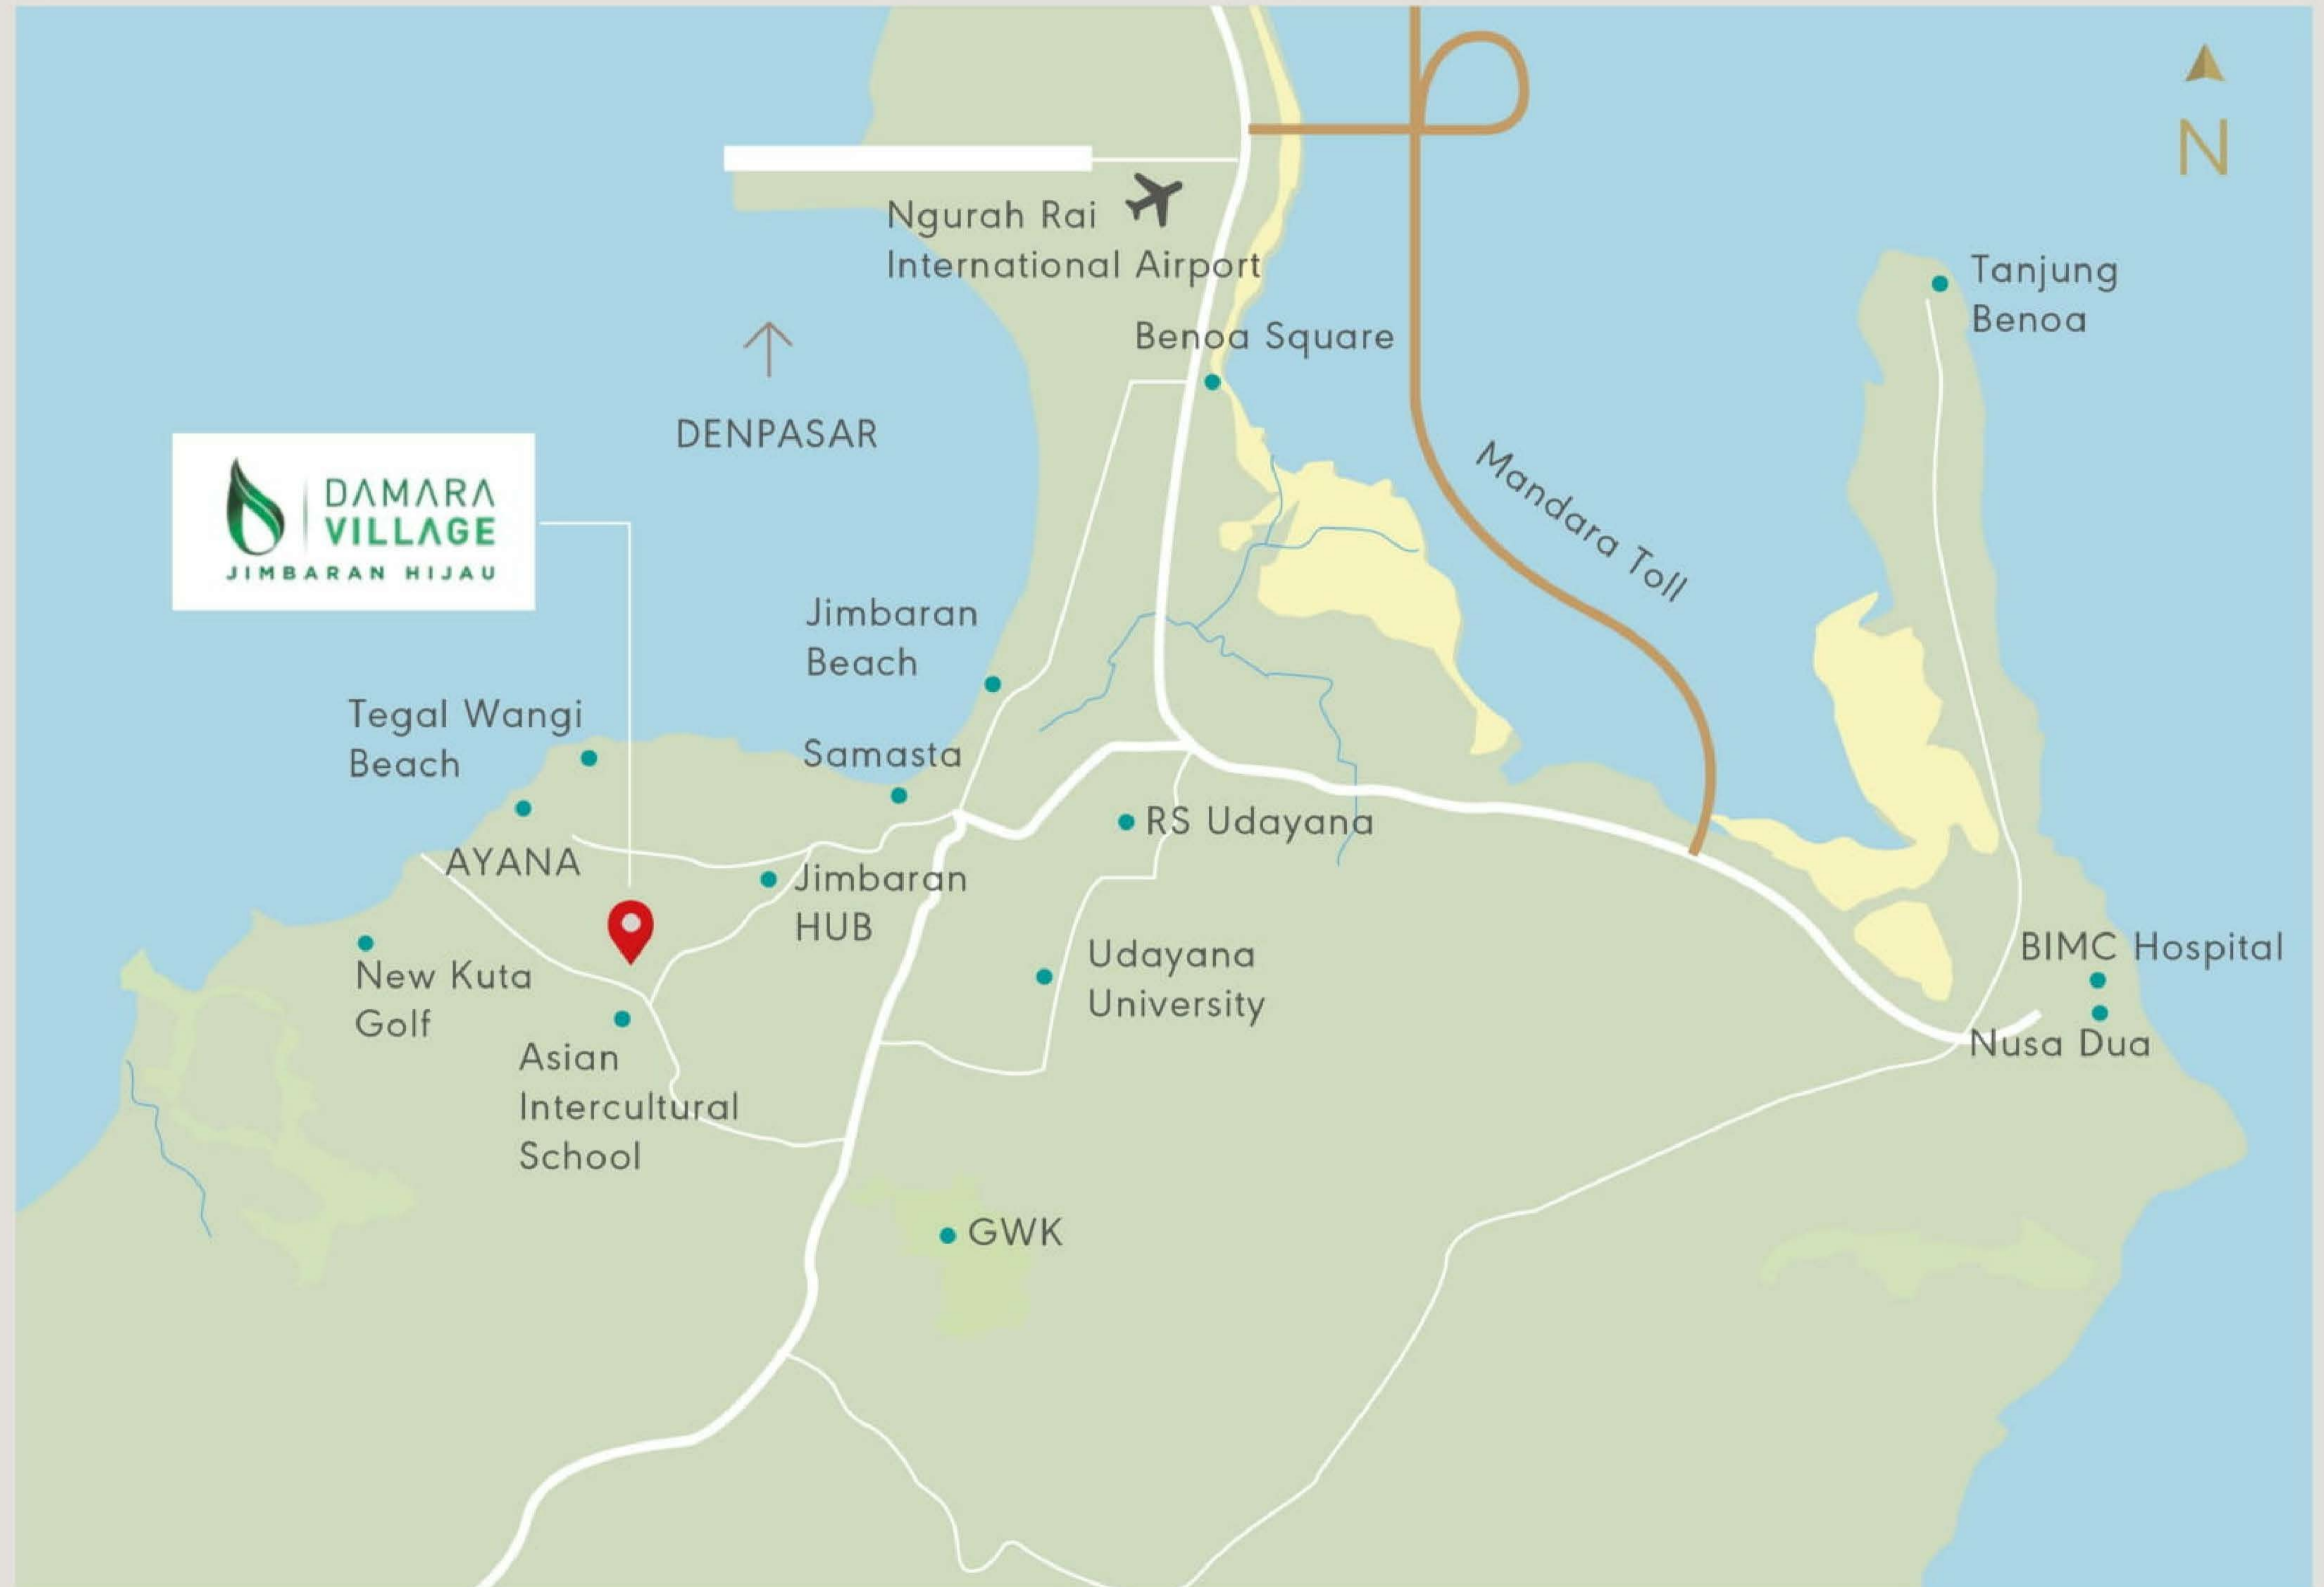 N
Ngurah Rai
International Airport
Tanjung
Benoa
Benoa Square
DENPASAR
Mandara Toll
DAMARA
VILLAGE
JIMBARAN HIJAU
Jimbaran
Beach
Tegal Wangi
Beach
Samasta
RS Udayana
AYANA
Jimbaran
HUB
New Kuta
Golf
Udayana
University
BIMC Hospital
Nusa Dua
Asian
Intercultural
School
GWK